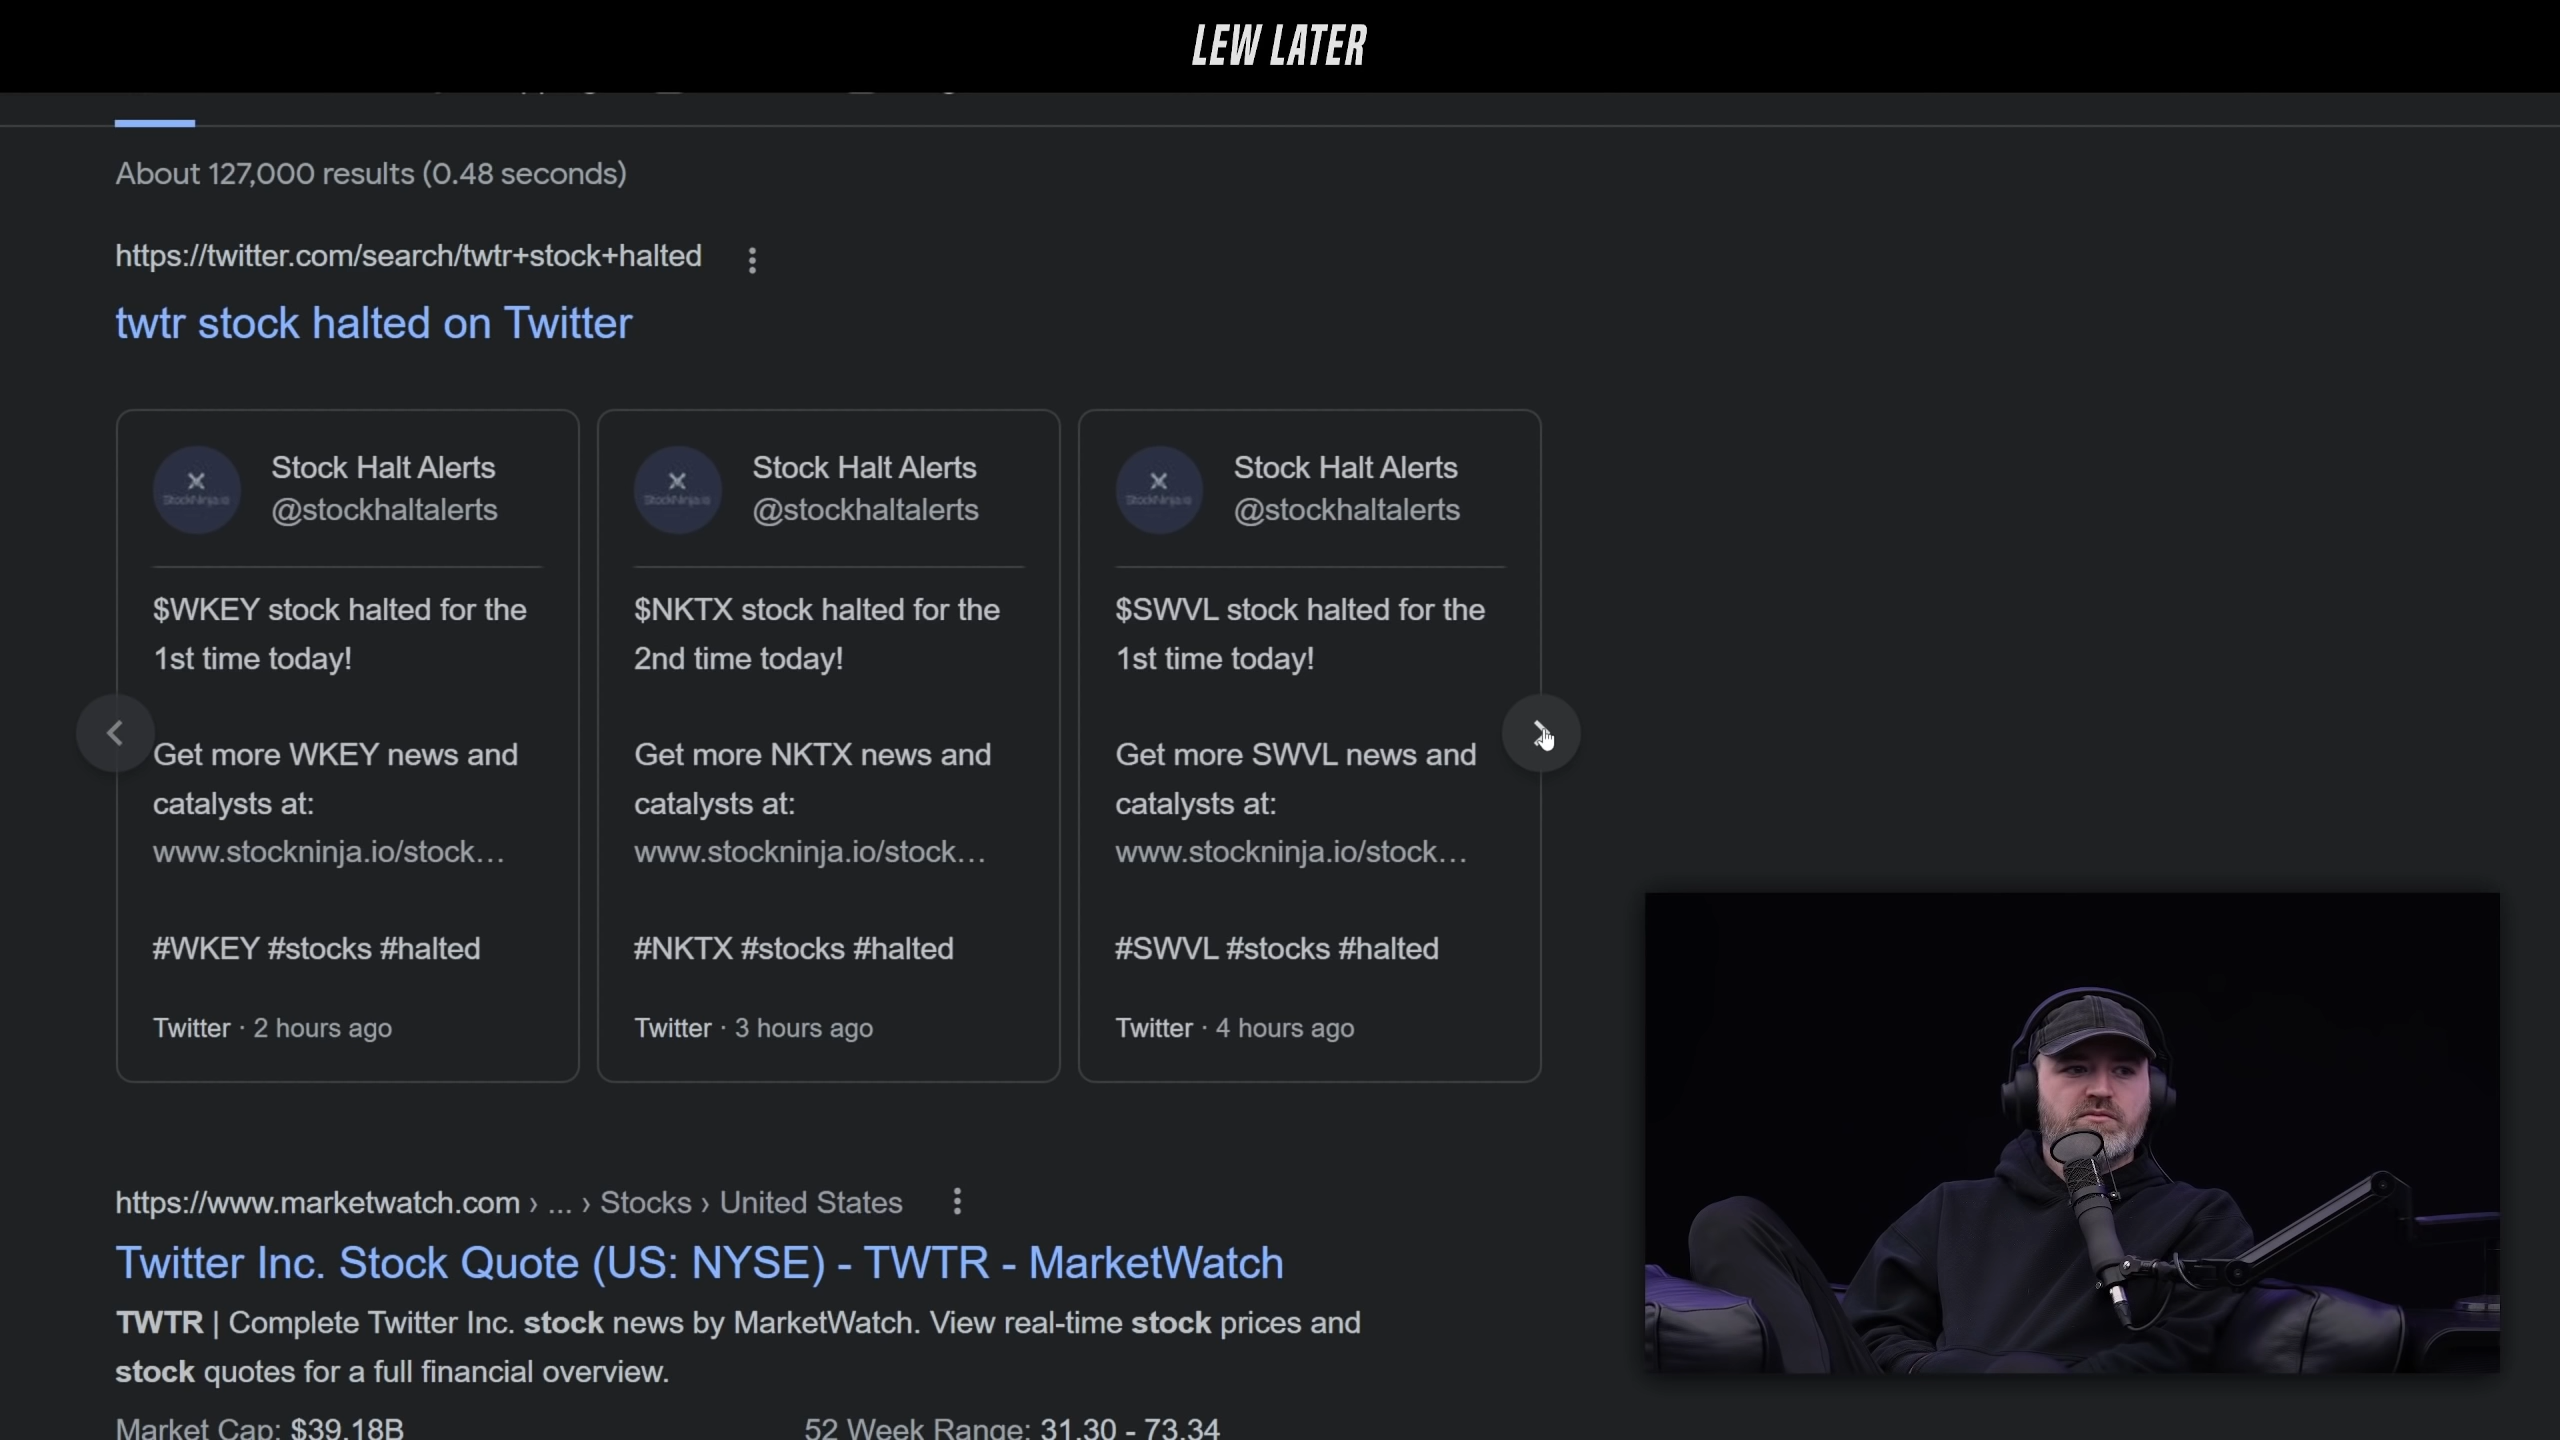 LEW LATER
About 127,000 results (0.48 seconds)
https://twitter.com/search/twtr+stock+halted
twtr stock halted on Twitter
Stock Halt Alerts
@stockhaltalerts
$WKEY stock halted for the
1st time today!
Get more WKEY news and
catalysts at:
www.stockninja.io/stock…
#WKEY #stocks #halted
Twitter · 2 hours ago
Stock Halt Alerts
@stockhaltalerts
$NKTX stock halted for the
2nd time today!
Get more NKTX news and
catalysts at:
www.stockninja.io/stock…
#NKTX #stocks #halted
Twitter · 3 hours ago
Stock Halt Alerts
@stockhaltalerts
$SWVL stock halted for the
1st time today!
Get more SWVL news and
catalysts at:
www.stockninja.io/stock…
#SWVL #stocks #halted
Twitter · 4 hours ago
https://www.marketwatch.com › ... › Stocks › United States
Twitter Inc. Stock Quote (US: NYSE) - TWTR - MarketWatch
TWTR | Complete Twitter Inc. stock news by MarketWatch. View real-time stock prices and
stock quotes for a full financial overview.
Market Cap: $39.18B
52 Week Range: 31.30 - 73.34